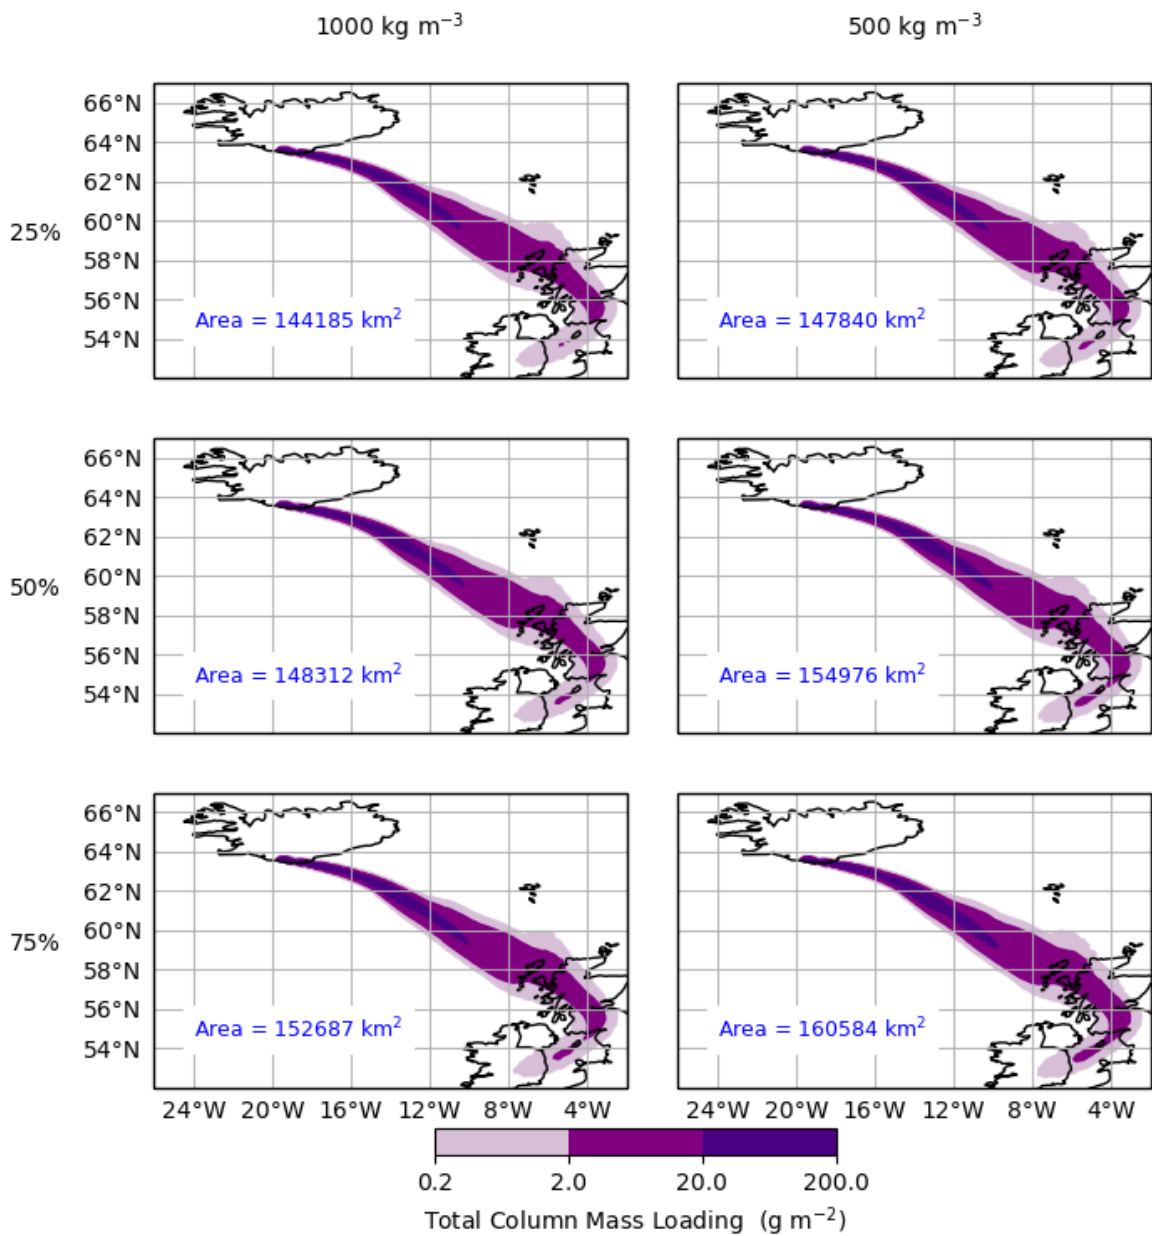 1000 kg m⁻³ 500 kg m⁻³
66°N
64°N
62°N
25%
60°N
58°N
56°N
Area = 144185 km² Area = 147840 km²
54°N
66°N
64°N
62°N
50%
60°N
58°N
56°N
Area = 148312 km² Area = 154976 km²
54°N
66°N
64°N
62°N
75%
60°N
58°N
56°N
Area = 152687 km² Area = 160584 km²
54°N
24°W 20°W 16°W 12°W 8°W 4°W 24°W 20°W 16°W 12°W 8°W 4°W
0.2 2.0 20.0 200.0
Total Column Mass Loading (g m⁻²)